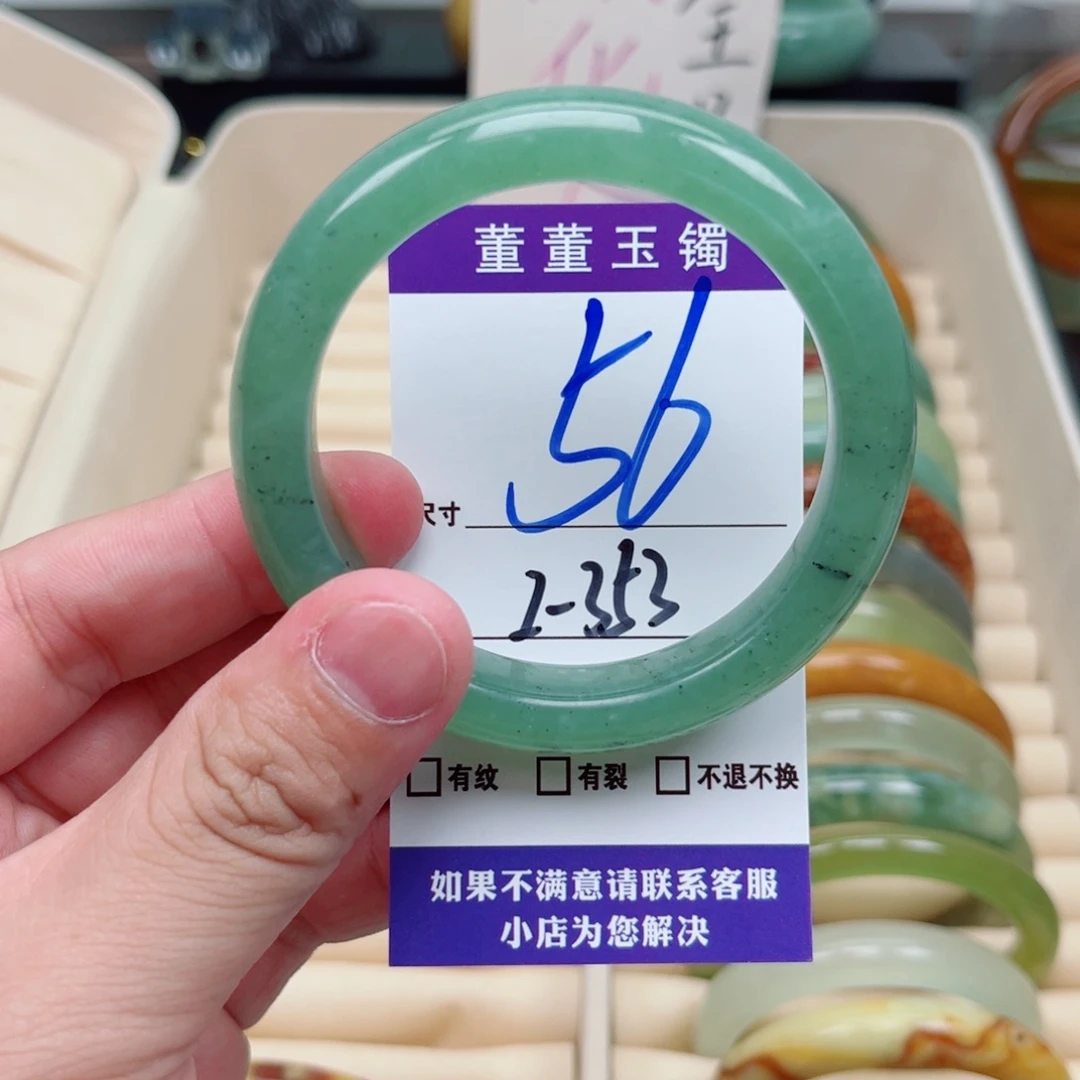 董董玉镯
56
尺寸
1-353
有纹 有裂 不退不换
如果不满意请联系客服
小店为您解决